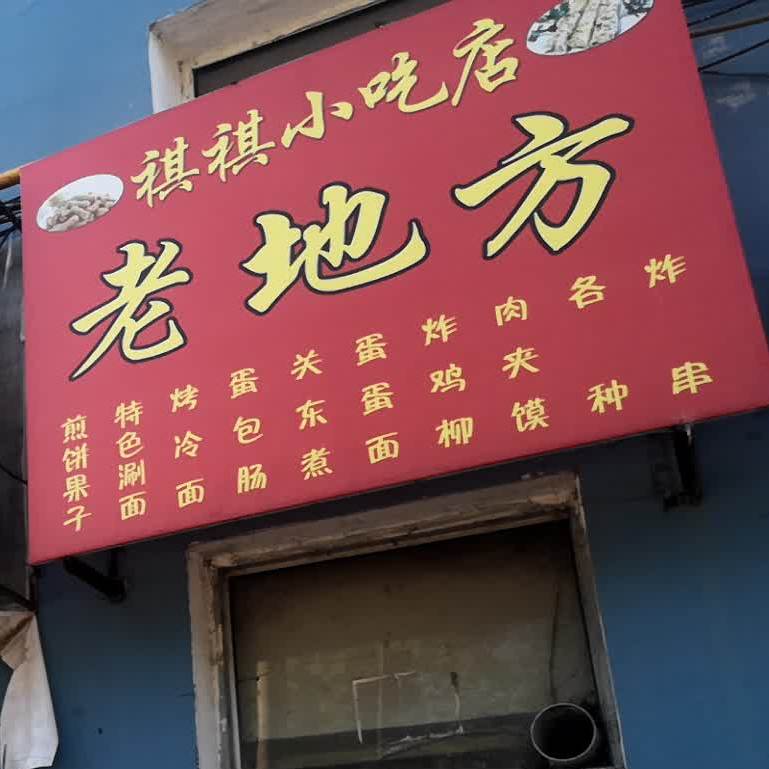 祺祺小吃店
老地方
煎饼果子
特色涮面
烤冷面
蛋包肠
关东煮
蛋蛋面
炸鸡柳
肉夹馍
各种
炸串